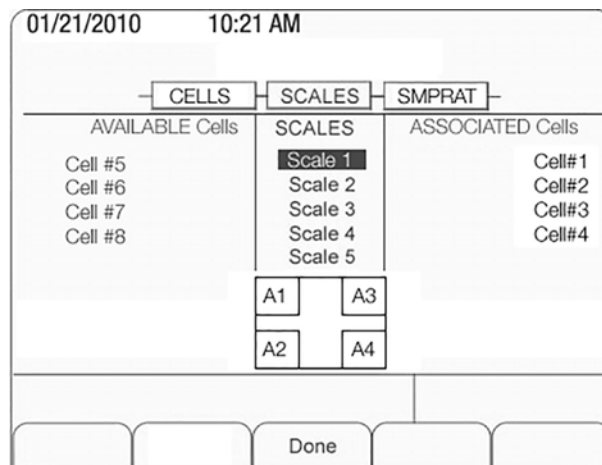 01/21/2010 10:21 AM
CELLS SCALES SMPRAT
AVAILABLE Cells SCALES ASSOCIATED Cells
Cell #5 Scale 1 Cell#1
Cell #6 Scale 2 Cell#2
Cell #7 Scale 3 Cell#3
Cell #8 Scale 4 Cell#4
Scale 5
A1 A3
A2 A4
Done